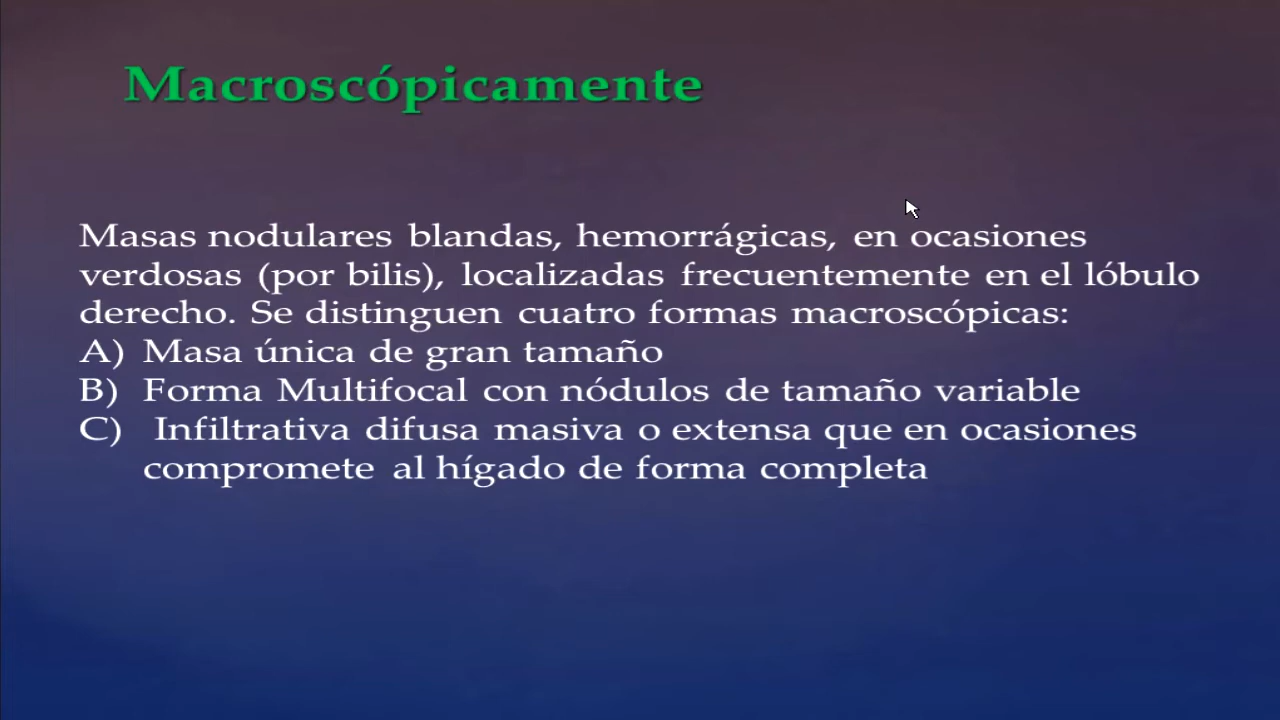 Macroscópicamente
Masas nodulares blandas, hemorrágicas, en ocasiones
verdosas (por bilis), localizadas frecuentemente en el lóbulo
derecho. Se distinguen cuatro formas macroscópicas:
A) Masa única de gran tamaño
B) Forma Multifocal con nódulos de tamaño variable
C) Infiltrativa difusa masiva o extensa que en ocasiones
compromete al hígado de forma completa